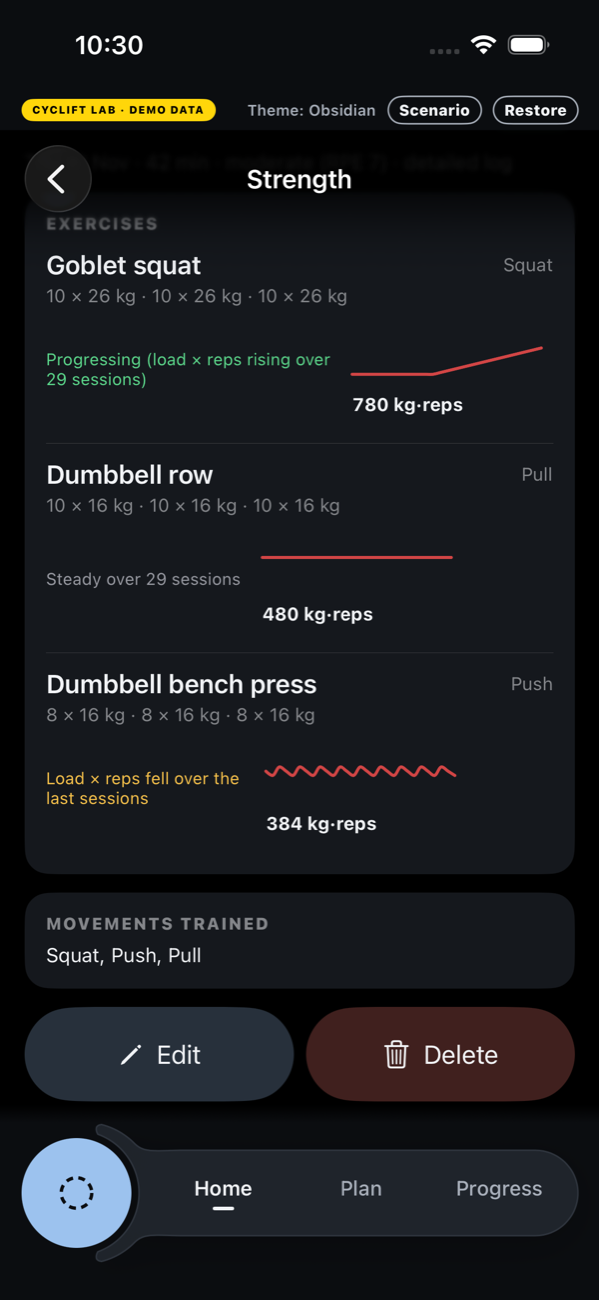 10:30
CYCLIFT LAB · DEMO DATA
Theme: Obsidian
Scenario
Restore
Strength
EXERCISES
Goblet squat
Squat
10 × 26 kg · 10 × 26 kg · 10 × 26 kg
Progressing (load × reps rising over
29 sessions)
780 kg·reps
Dumbbell row
Pull
10 × 16 kg · 10 × 16 kg · 10 × 16 kg
Steady over 29 sessions
480 kg·reps
Dumbbell bench press
Push
8 × 16 kg · 8 × 16 kg · 8 × 16 kg
Load × reps fell over the
last sessions
384 kg·reps
MOVEMENTS TRAINED
Squat, Push, Pull
Edit
Delete
Home
Plan
Progress